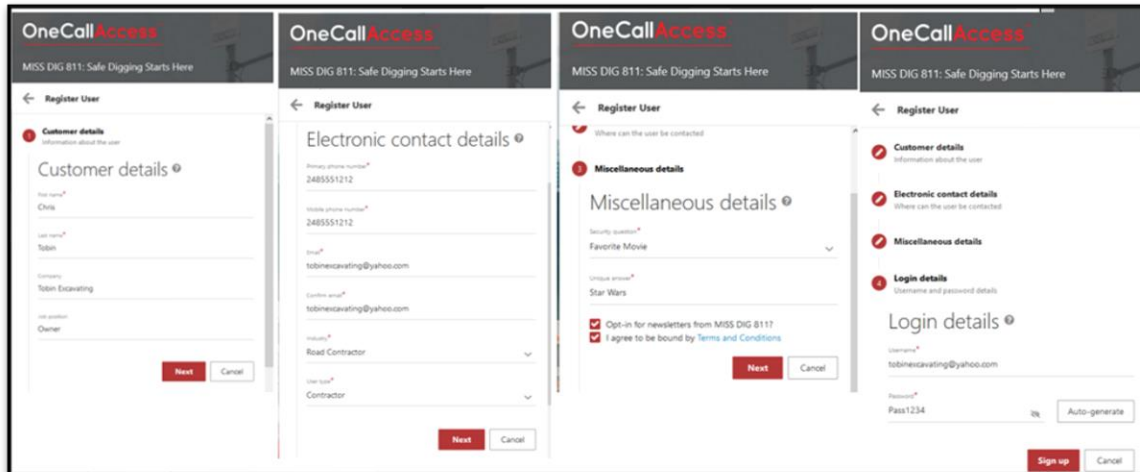 OneCallAccess
MISS DIG 811: Safe Digging Starts Here
Register User
1 Customer details
Information about the user
Customer details
First name*
Chris
Last name*
Tobin
Company
Tobin Excavating
Job position
Owner
Next Cancel
OneCallAccess
MISS DIG 811: Safe Digging Starts Here
Register User
Electronic contact details
Primary phone number*
2485551212
Mobile phone number*
2485551212
Email*
tobinexcavating@yahoo.com
Confirm email*
tobinexcavating@yahoo.com
Industry*
Road Contractor
User type*
Contractor
Next Cancel
OneCallAccess
MISS DIG 811: Safe Digging Starts Here
Register User
Where can the user be contacted
3 Miscellaneous details
Miscellaneous details
Security question*
Favorite Movie
Unique answer*
Star Wars
Opt-in for newsletters from MISS DIG 811?
I agree to be bound by Terms and Conditions
Next Cancel
OneCallAccess
MISS DIG 811: Safe Digging Starts Here
Register User
Customer details
Information about the user
Electronic contact details
Where can the user be contacted
Miscellaneous details
4 Login details
Username and password details
Login details
Username*
tobinexcavating@yahoo.com
Password*
Pass1234
Auto-generate
Sign up Cancel